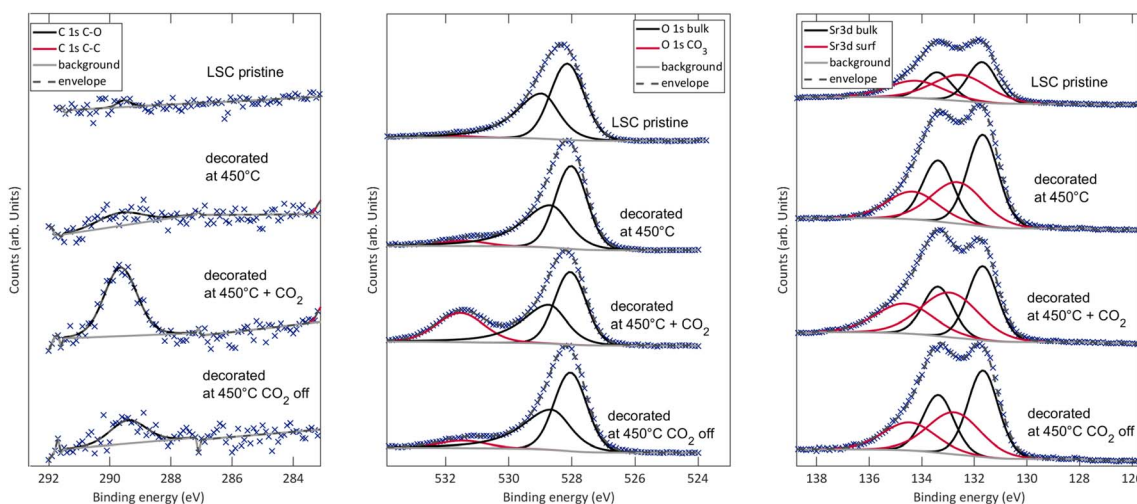 C 1s C-O
C 1s C-C
background
envelope
LSC pristine
decorated
at 450°C
decorated
at 450°C + CO₂
decorated
at 450°C CO₂ off
Counts (arb. Units)
292 290 288 286 284
Binding energy (eV)
O 1s bulk
O 1s CO₃
background
envelope
LSC pristine
decorated
at 450°C
decorated
at 450°C + CO₂
decorated
at 450°C CO₂ off
Counts (arb. Units)
532 530 528 526 524
Binding energy (eV)
Sr3d bulk
Sr3d surf
background
envelope
LSC pristine
decorated
at 450°C
decorated
at 450°C + CO₂
decorated
at 450°C CO₂ off
Counts (arb. Units)
138 136 134 132 130 128
Binding energy (eV)